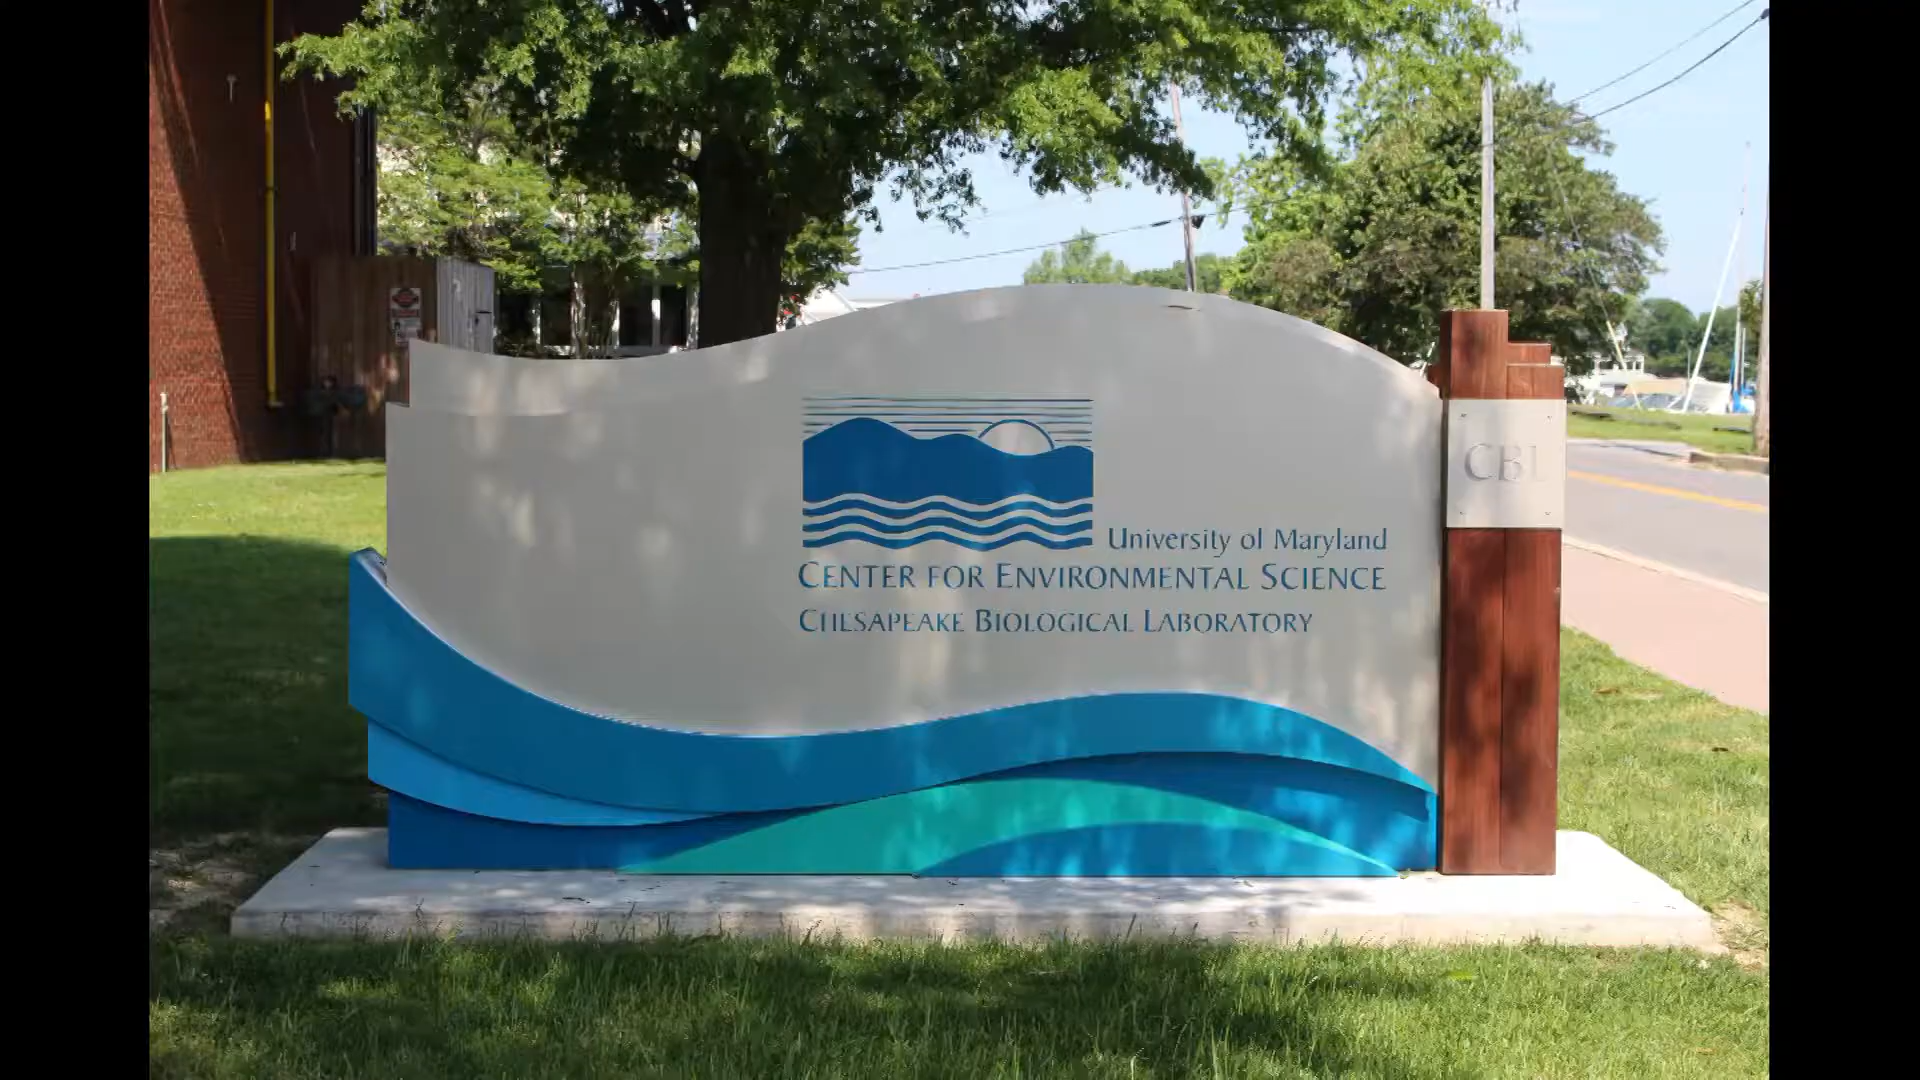 University of Maryland
CENTER FOR ENVIRONMENTAL SCIENCE
CHESAPEAKE BIOLOGICAL LABORATORY
CBL